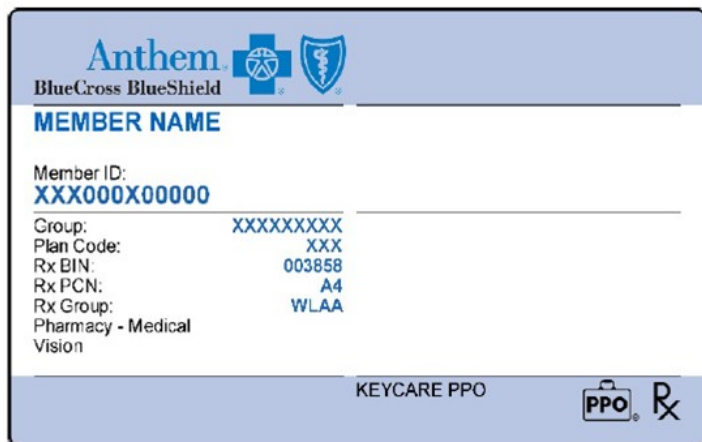 Anthem®
BlueCross BlueShield
MEMBER NAME
Member ID:
XXX000X00000
Group: XXXXXXXXX
Plan Code: XXX
Rx BIN: 003858
Rx PCN: A4
Rx Group: WLAA
Pharmacy - Medical
Vision
KEYCARE PPO
PPO® Rx